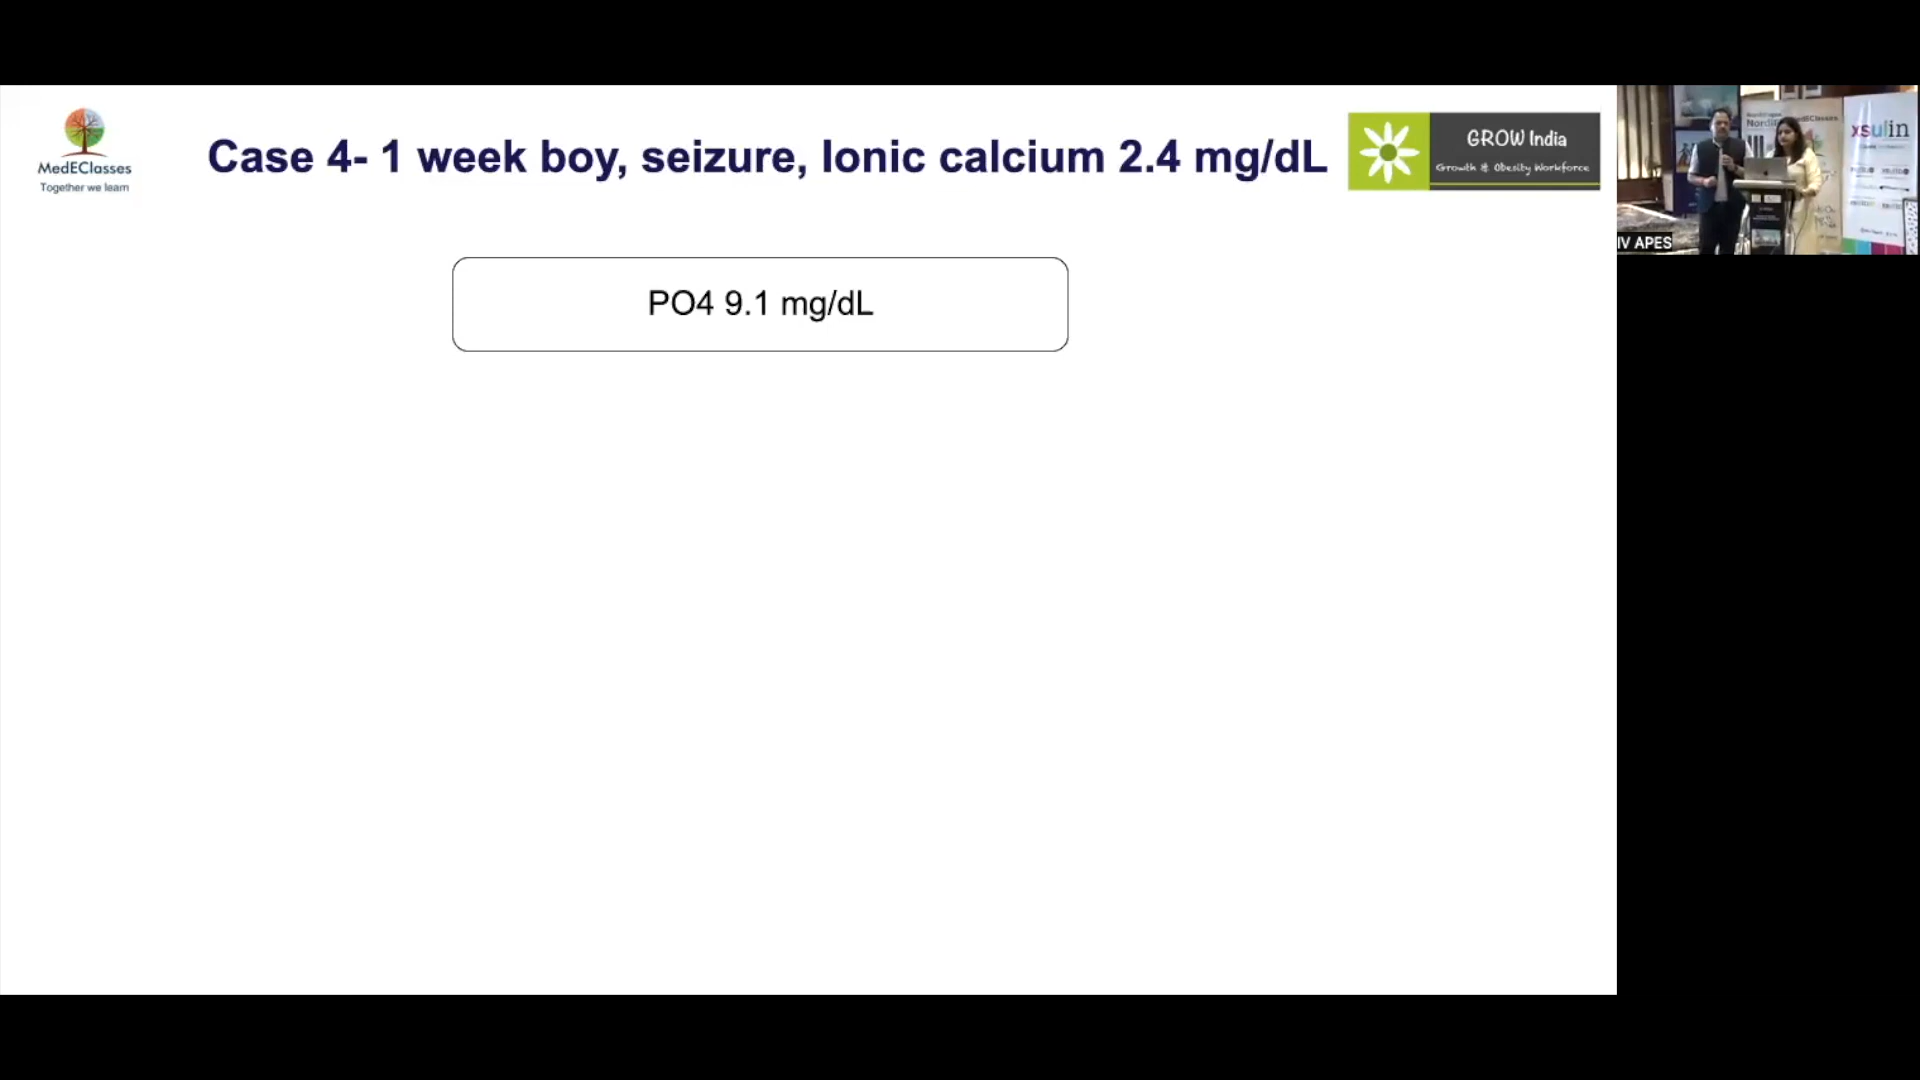 MedEClasses
Together we learn
Case 4- 1 week boy, seizure, Ionic calcium 2.4 mg/dL
GROW India
Growth & Obesity Workforce
PO4 9.1 mg/dL
xsulin
IV APES